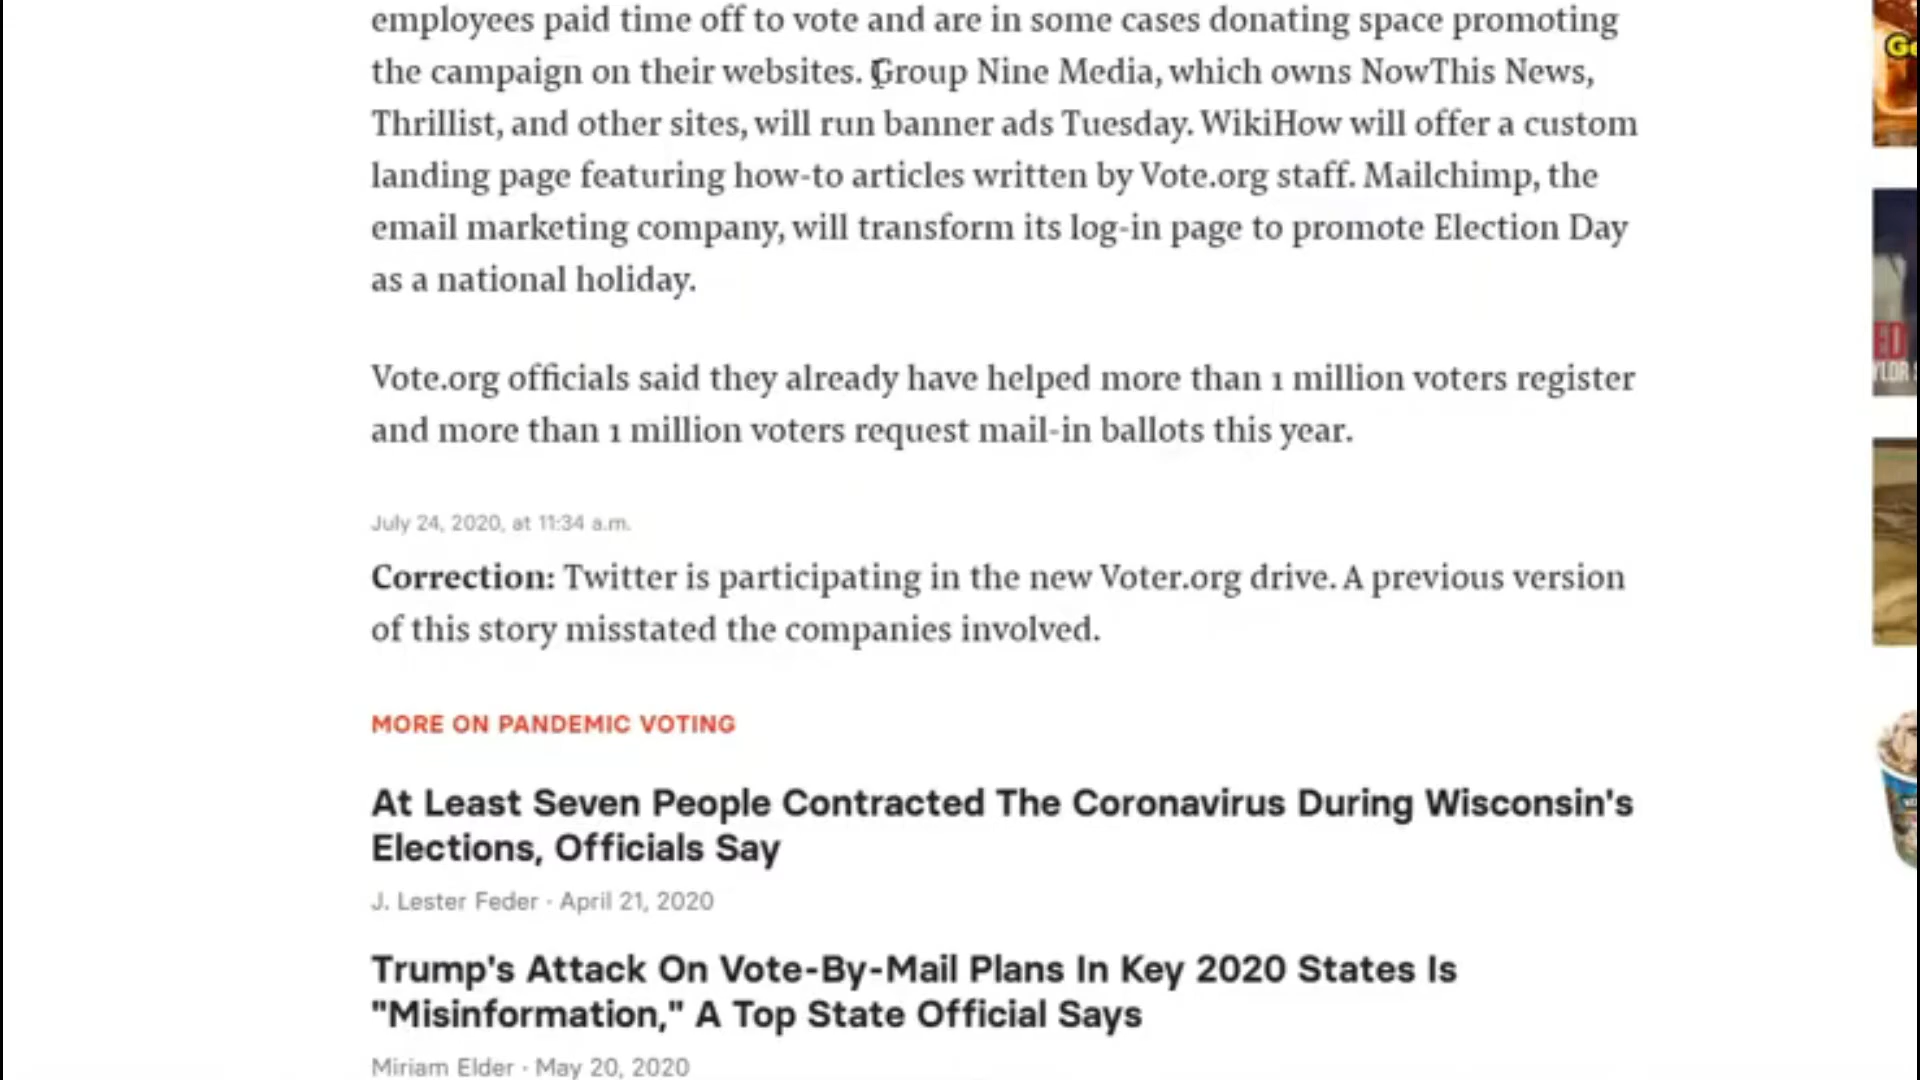 employees paid time off to vote and are in some cases donating space promoting
the campaign on their websites. Group Nine Media, which owns NowThis News,
Thrillist, and other sites, will run banner ads Tuesday. WikiHow will offer a custom
landing page featuring how-to articles written by Vote.org staff. Mailchimp, the
email marketing company, will transform its log-in page to promote Election Day
as a national holiday.
Vote.org officials said they already have helped more than 1 million voters register
and more than 1 million voters request mail-in ballots this year.
July 24, 2020, at 11:34 a.m.
Correction: Twitter is participating in the new Voter.org drive. A previous version
of this story misstated the companies involved.
MORE ON PANDEMIC VOTING
At Least Seven People Contracted The Coronavirus During Wisconsin's
Elections, Officials Say
J. Lester Feder · April 21, 2020
Trump's Attack On Vote-By-Mail Plans In Key 2020 States Is
"Misinformation," A Top State Official Says
Miriam Elder · May 20, 2020